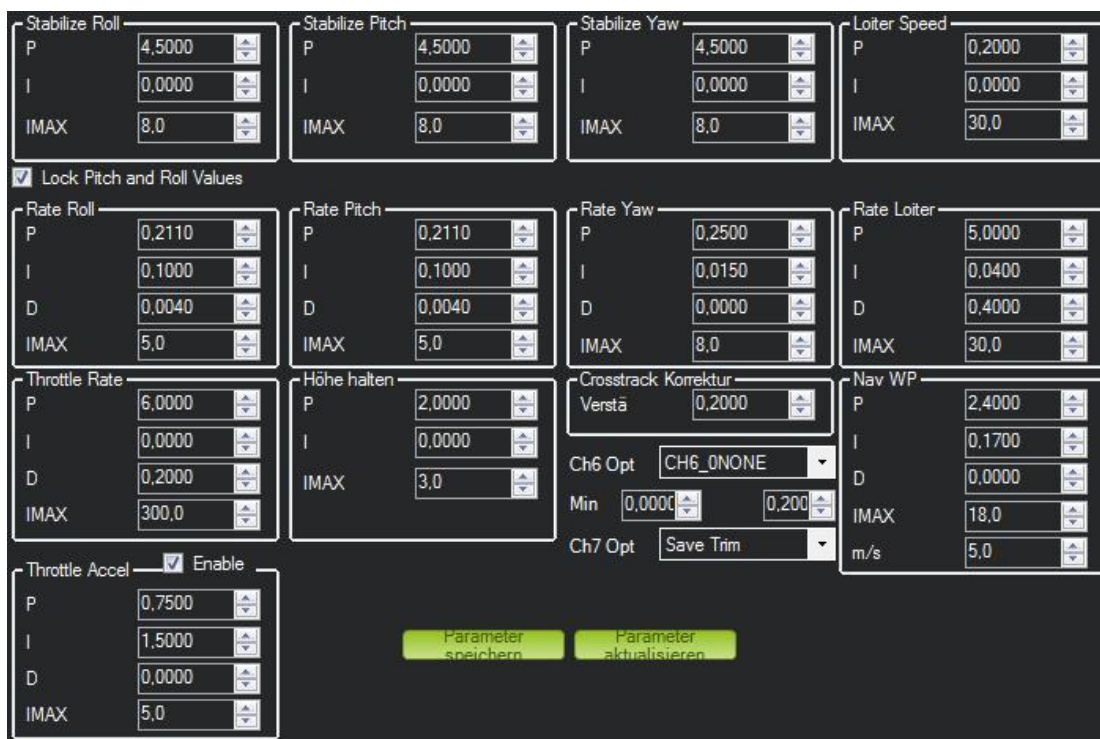 Stabilize Roll
P 4,5000
I 0,0000
IMAX 8,0
Stabilize Pitch
P 4,5000
I 0,0000
IMAX 8,0
Stabilize Yaw
P 4,5000
I 0,0000
IMAX 8,0
Loiter Speed
P 0,2000
I 0,0000
IMAX 30,0
Lock Pitch and Roll Values
Rate Roll
P 0,2110
I 0,1000
D 0,0040
IMAX 5,0
Rate Pitch
P 0,2110
I 0,1000
D 0,0040
IMAX 5,0
Rate Yaw
P 0,2500
I 0,0150
D 0,0000
IMAX 8,0
Rate Loiter
P 5,0000
I 0,0400
D 0,4000
IMAX 30,0
Throttle Rate
P 6,0000
I 0,0000
D 0,2000
IMAX 300,0
Höhe halten
P 2,0000
I 0,0000
IMAX 3,0
Crosstrack Korrektur
Verstä 0,2000
Ch6 Opt CH6_0NONE
Min 0,0000 0,200
Ch7 Opt Save Trim
Nav WP
P 2,4000
I 0,1700
D 0,0000
IMAX 18,0
m/s 5,0
Throttle Accel Enable
P 0,7500
I 1,5000
D 0,0000
IMAX 5,0
Parameter
speichern
Parameter
aktualisieren